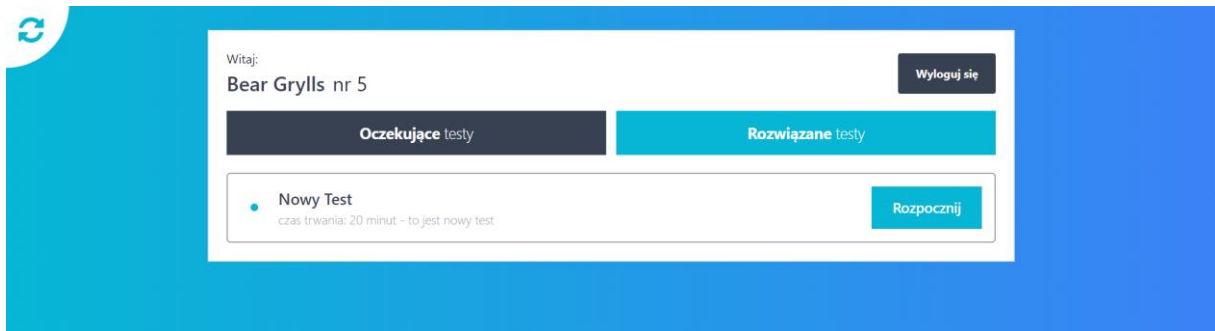 Witaj:
Bear Grylls nr 5
Wyloguj się
Oczekujące testy
Rozwiązane testy
Nowy Test
czas trwania: 20 minut - to jest nowy test
Rozpocznij